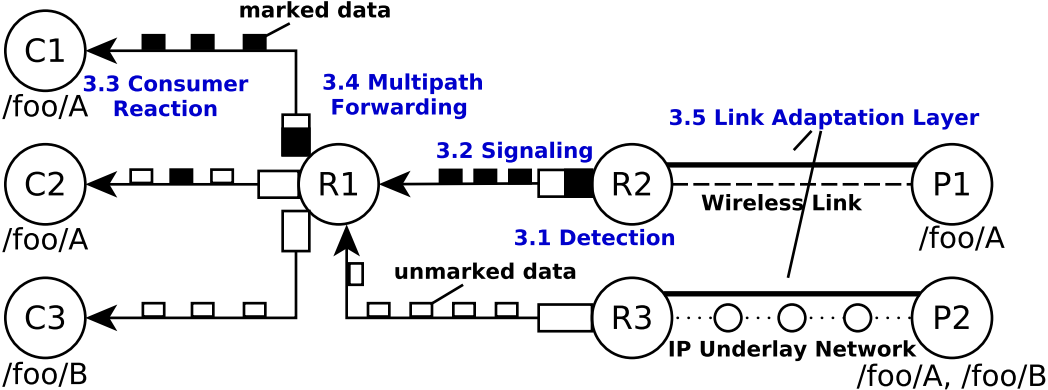 marked data
C1
/foo/A
3.3 Consumer
Reaction
3.4 Multipath
Forwarding
3.5 Link Adaptation Layer
3.2 Signaling
C2
/foo/A
R1
R2
Wireless Link
P1
/foo/A
3.1 Detection
unmarked data
C3
/foo/B
R3
IP Underlay Network
P2
/foo/A, /foo/B